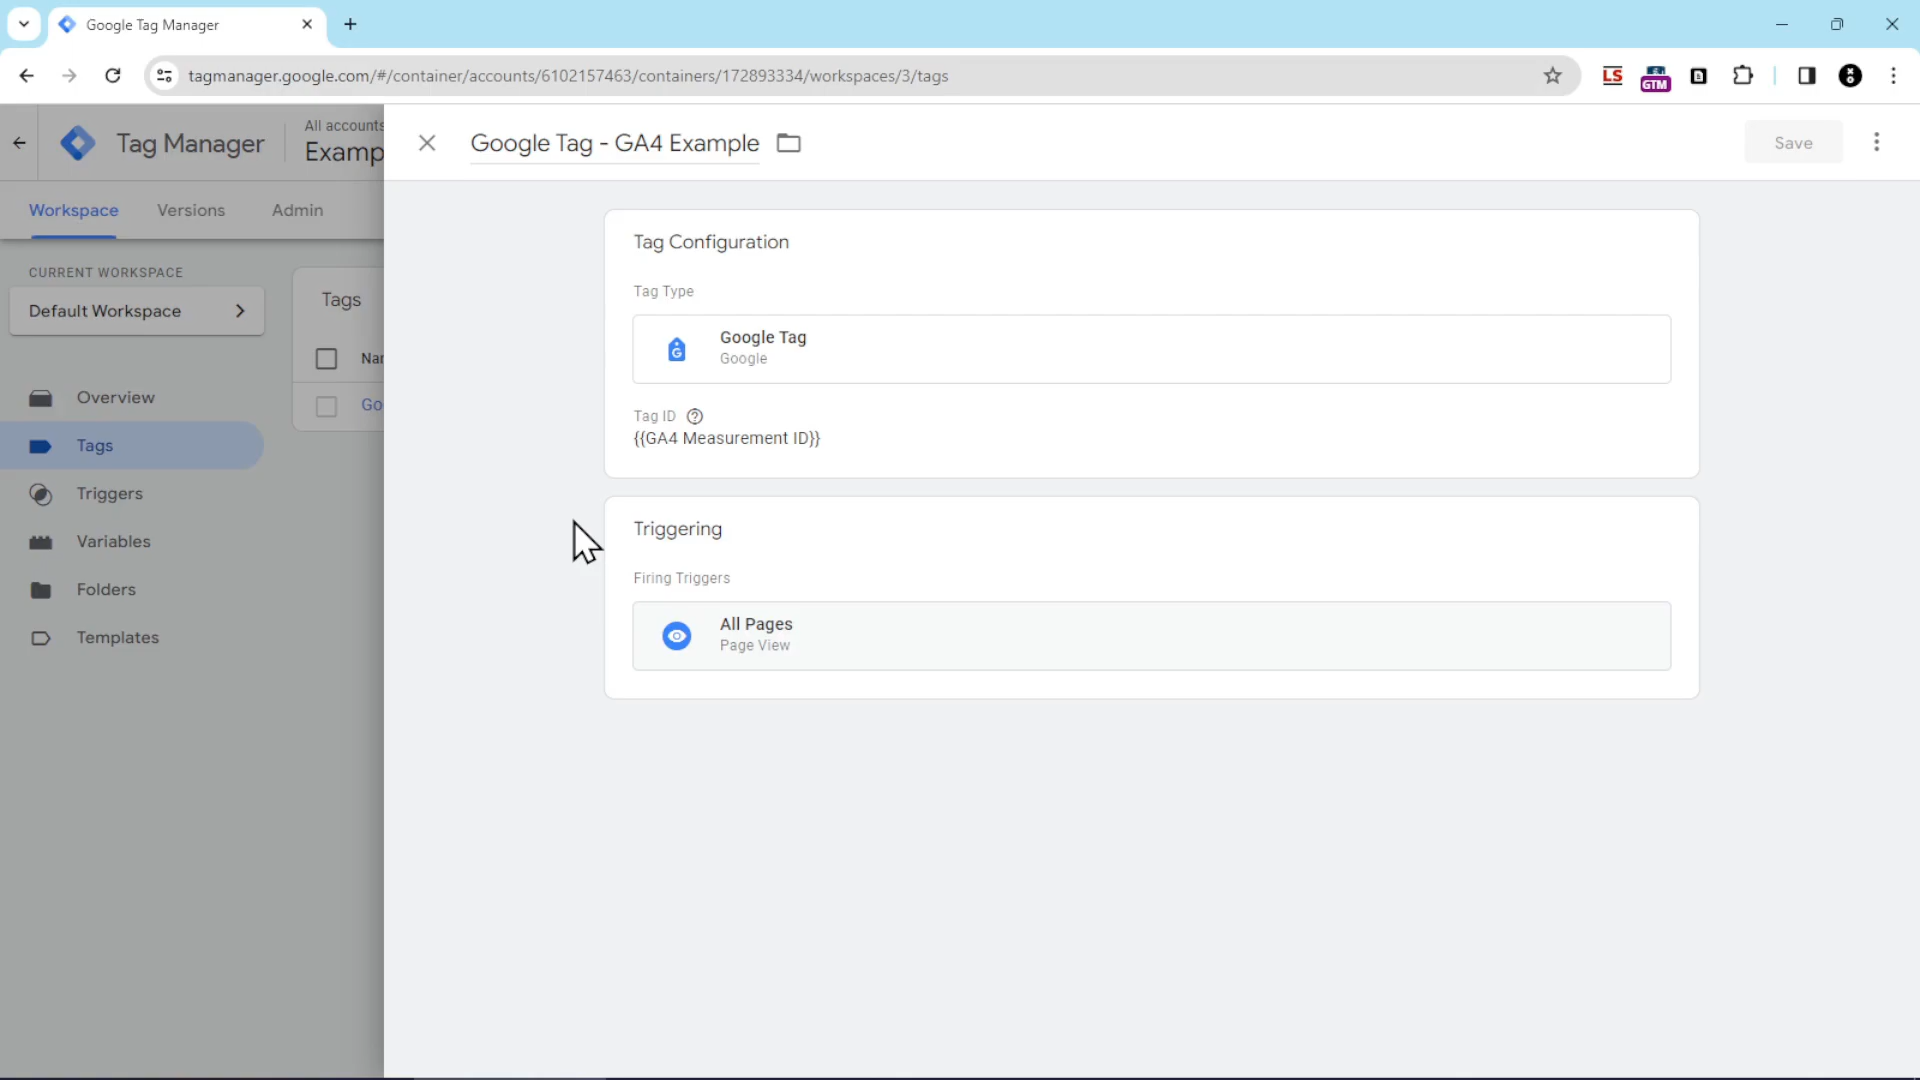 Google Tag Manager
tagmanager.google.com/#/container/accounts/6102157463/containers/172893334/workspaces/3/tags
LS
GTM
Tag Manager
All accounts
Examp
Google Tag - GA4 Example
Save
Workspace
Versions
Admin
CURRENT WORKSPACE
Default Workspace
Overview
Tags
Triggers
Variables
Folders
Templates
Tags
Nar
Go
Tag Configuration
Tag Type
Google Tag
Google
Tag ID
{{GA4 Measurement ID}}
Triggering
Firing Triggers
All Pages
Page View